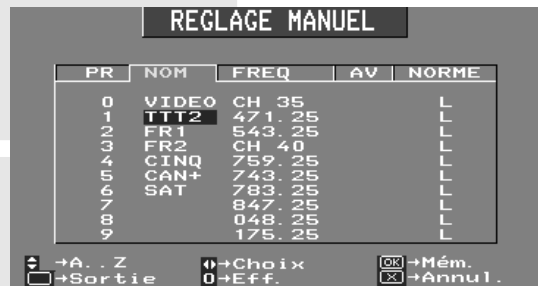 REGLAGE MANUEL
PR NOM FREQ AV NORME
0 VIDEO CH 35 L
1 TTT2 471.25 L
2 FR1 543.25 L
3 FR2 CH 40 L
4 CINQ 759.25 L
5 CAN+ 743.25 L
6 SAT 783.25 L
7 847.25 L
8 048.25 L
9 175.25 L
→A..Z →Choix OK →Mém.
→Sortie 0→Eff. →Annul.